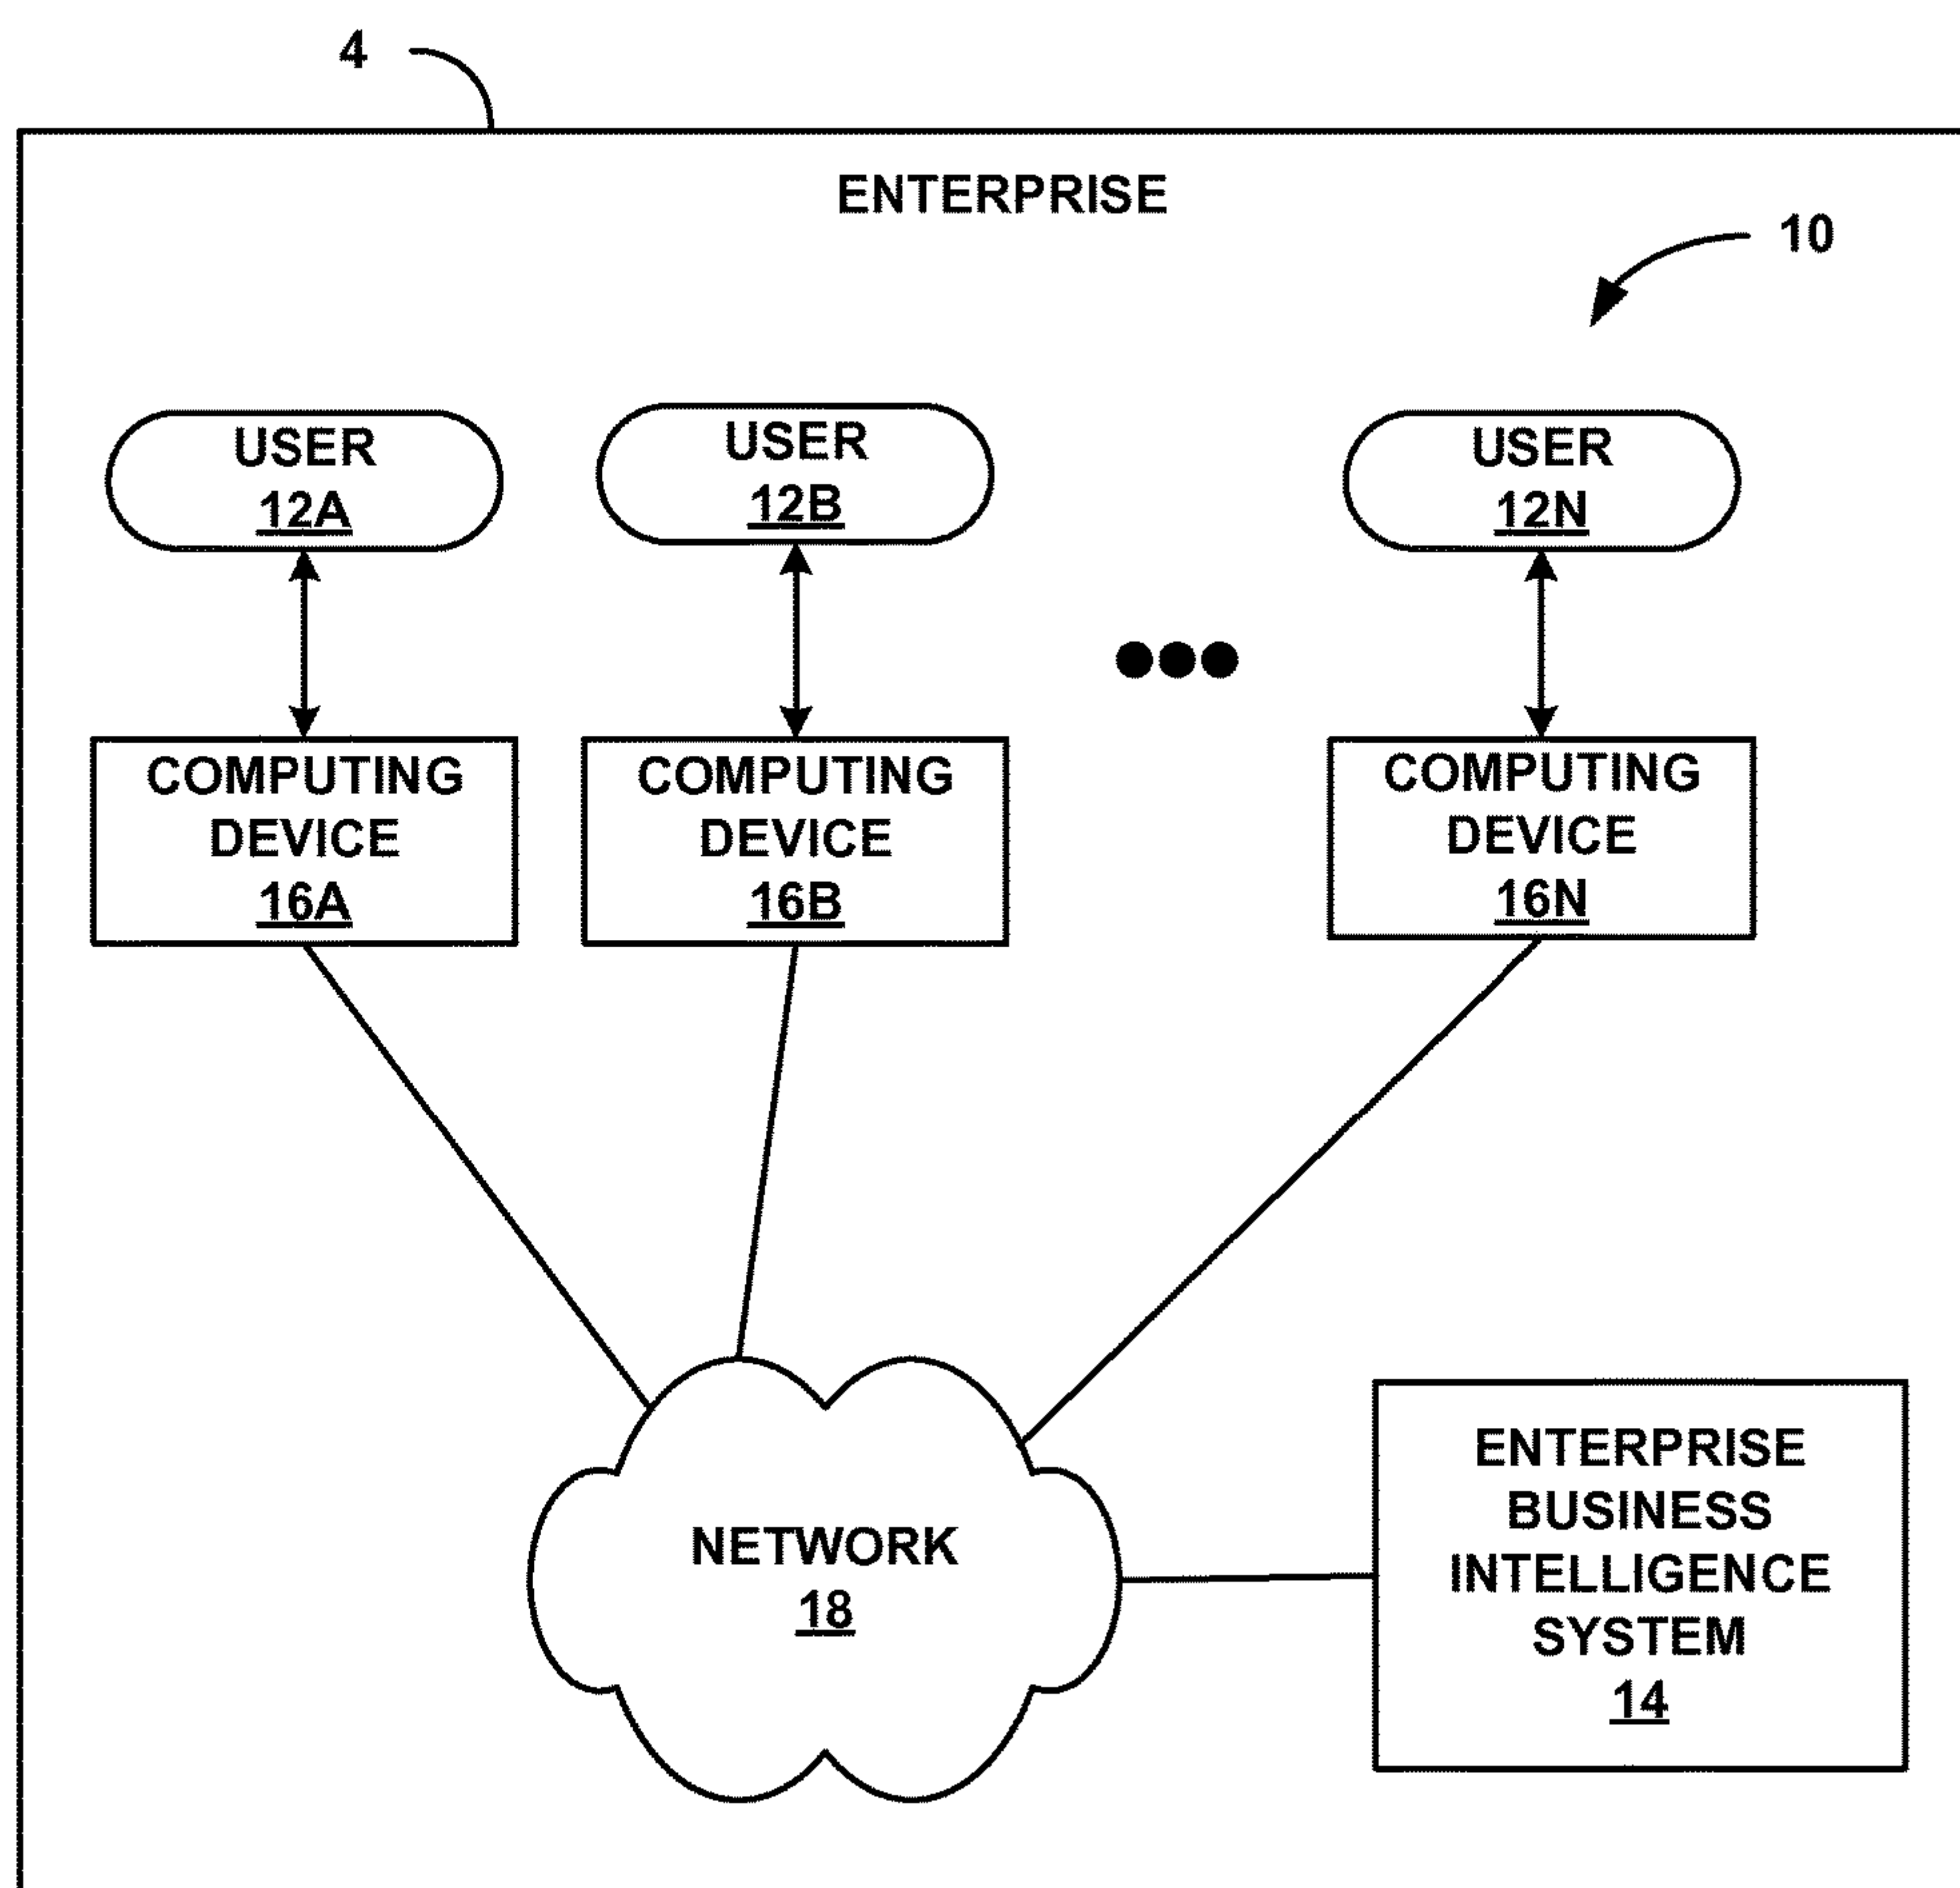 4
ENTERPRISE
10
USER
12A
USER
12B
USER
12N
COMPUTING
DEVICE
16A
COMPUTING
DEVICE
16B
COMPUTING
DEVICE
16N
NETWORK
18
ENTERPRISE
BUSINESS
INTELLIGENCE
SYSTEM
14